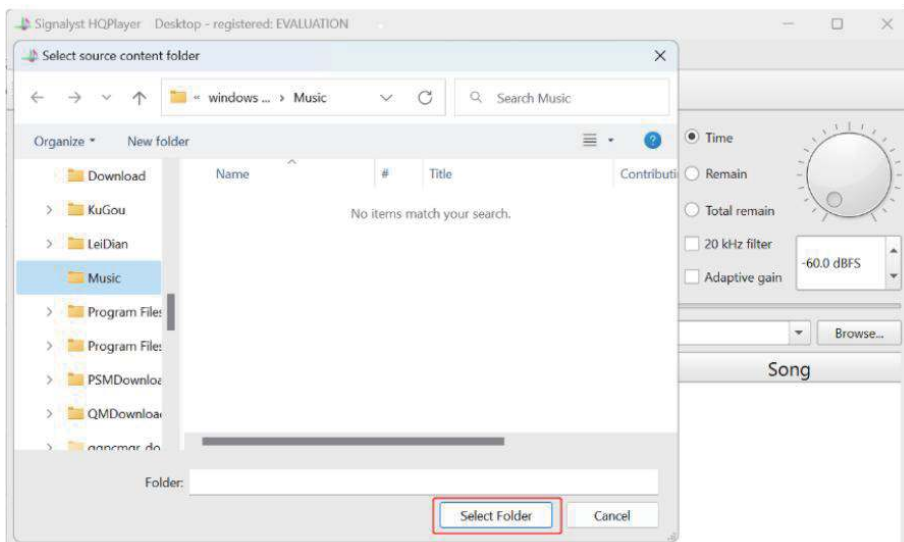 Signalyst HQPlayer Desktop - registered: EVALUATION
Select source content folder
« windows ... › Music
Search Music
Organize
New folder
Name
#
Title
Contributi
No items match your search.
Download
KuGou
LeiDian
Music
Program Files
Program Files
PSMDownloa
QMDownloa
Folder:
Select Folder
Cancel
Time
Remain
Total remain
20 kHz filter
Adaptive gain
-60.0 dBFS
Browse...
Song